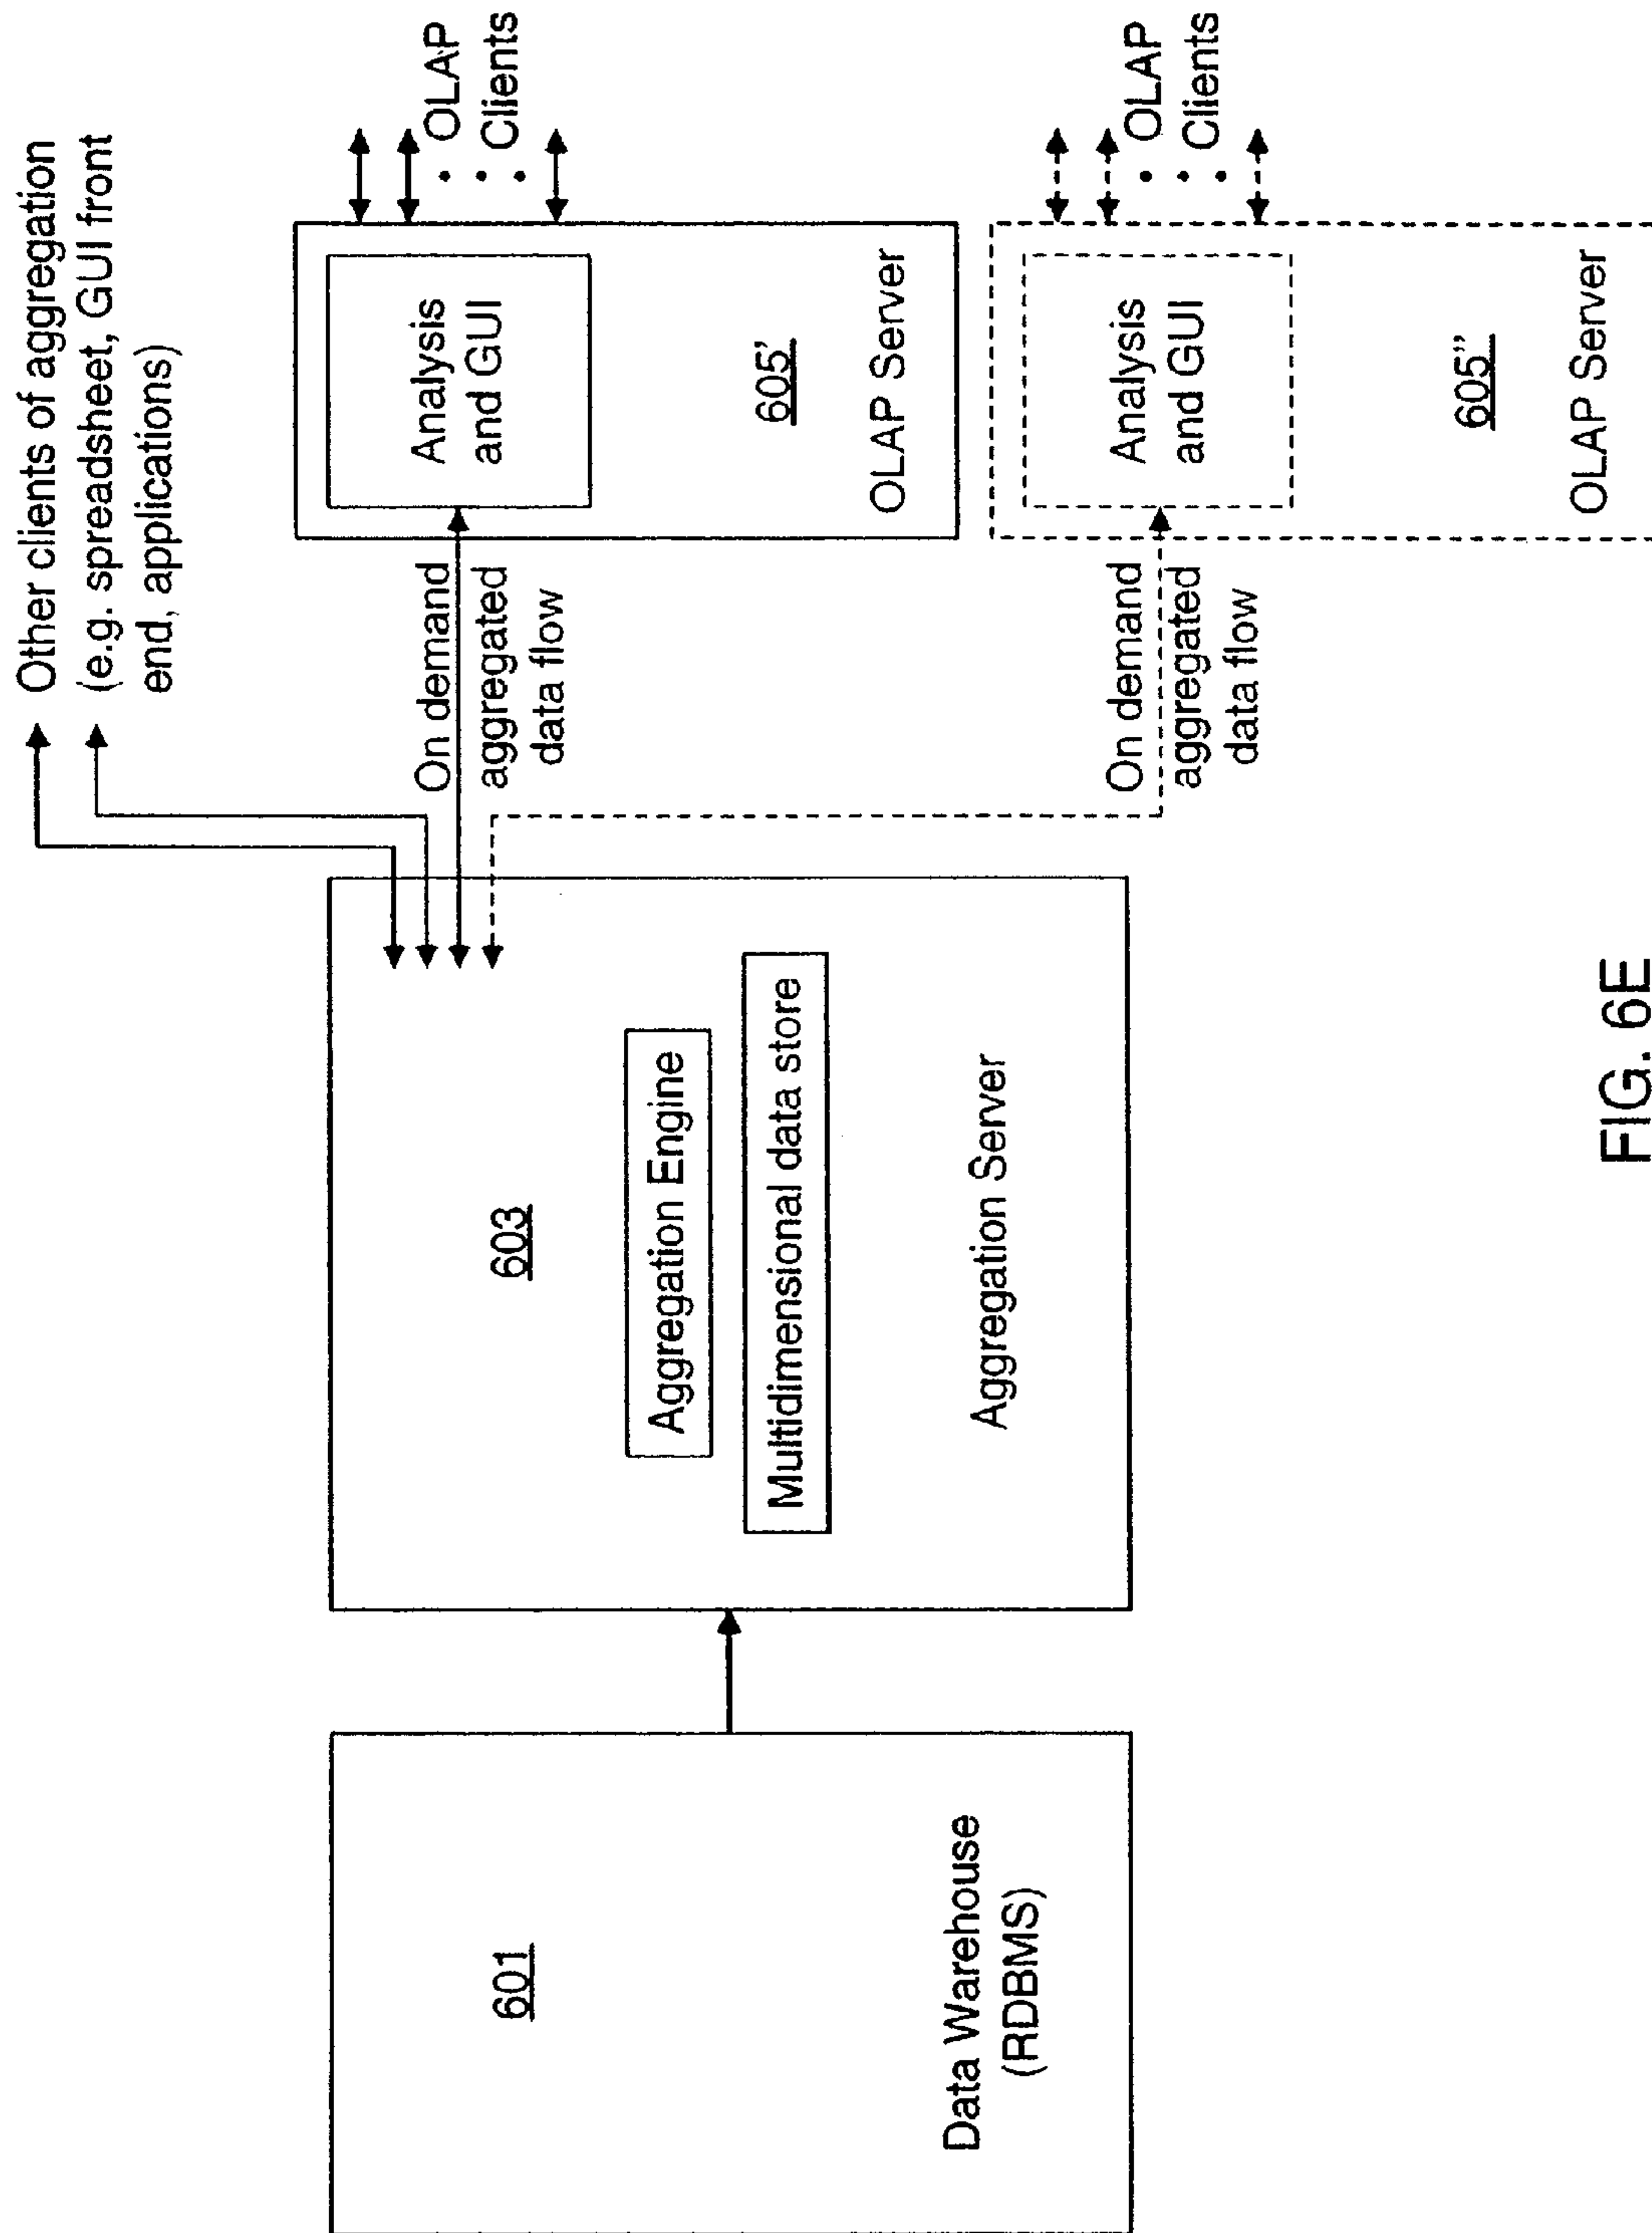 Other clients of aggregation
(e.g. spreadsheet, GUI front
end, applications)
601
Data Warehouse
(RDBMS)
603
Aggregation Engine
Multidimensional data store
Aggregation Server
On demand
aggregated
data flow
Analysis
and GUI
605'
OLAP Server
OLAP
Clients
On demand
aggregated
data flow
Analysis
and GUI
605"
OLAP Server
OLAP
Clients
FIG. 6E